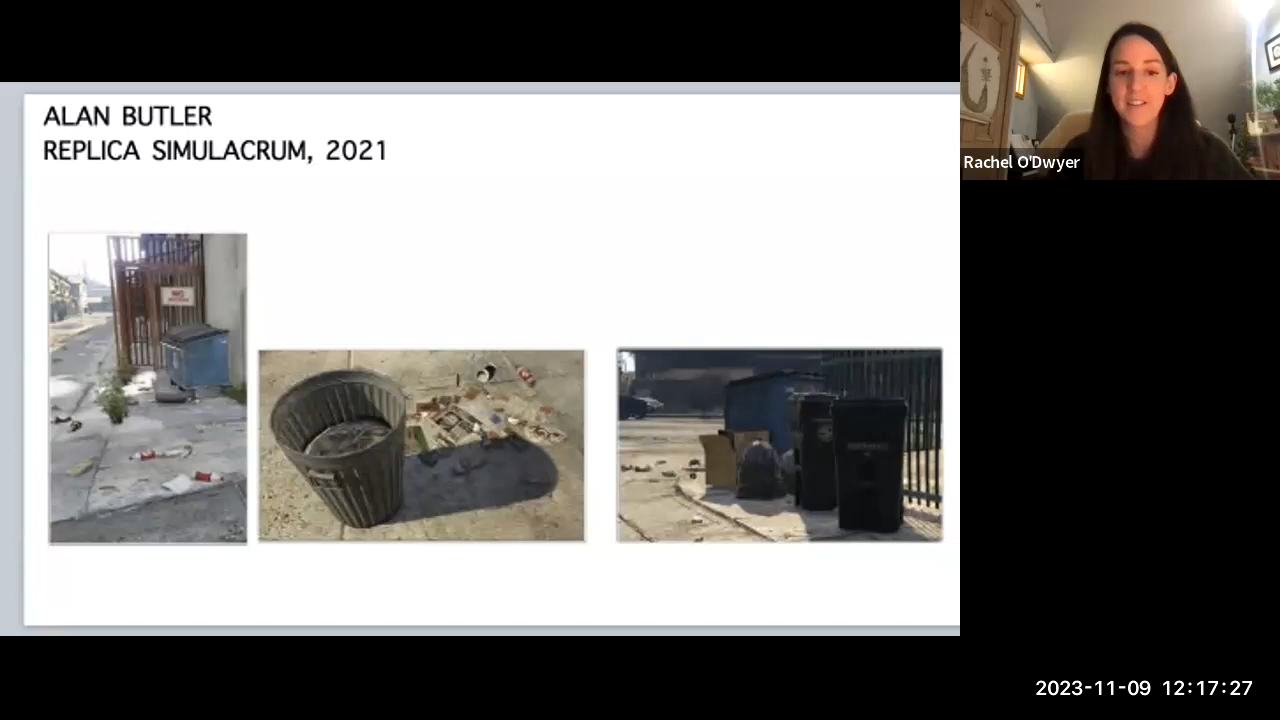 ALAN BUTLER
REPLICA SIMULACRUM, 2021
Rachel O'Dwyer
2023-11-09 12:17:27